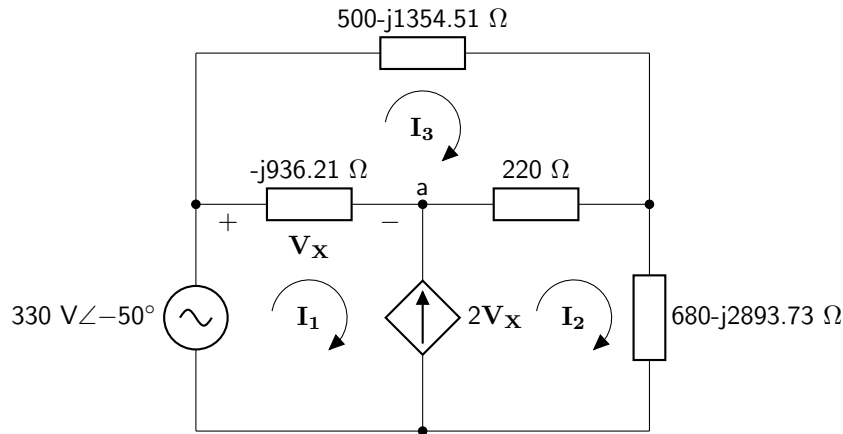 500-j1354.51 Ω
I₃
-j936.21 Ω
220 Ω
a
+
−
Vₓ
330 V∠−50°
I₁
2Vₓ
I₂
680-j2893.73 Ω